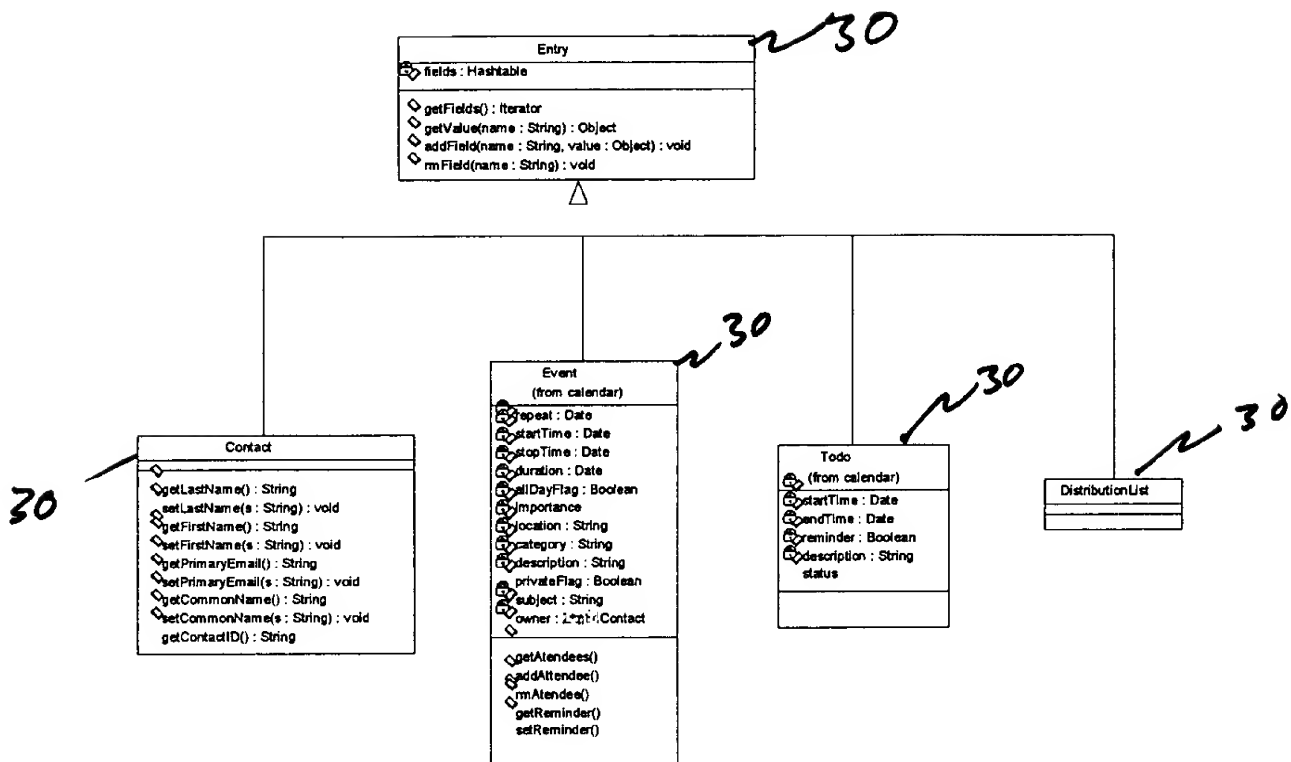 Entry
30
fields : Hashtable
getFields() : Iterator
getValue(name : String) : Object
addField(name : String, value : Object) : void
rmField(name : String) : void
30
Contact
getLastName() : String
setLastName(s : String) : void
getFirstName() : String
setFirstName(s : String) : void
getPrimaryEmail() : String
setPrimaryEmail(s : String) : void
getCommonName() : String
setCommonName(s : String) : void
getContactID() : String
30
Event
(from calendar)
repeat : Date
startTime : Date
stopTime : Date
duration : Date
allDayFlag : Boolean
importance
location : String
category : String
description : String
privateFlag : Boolean
subject : String
owner : Contact
getAtendees()
addAttendee()
rmAtendee()
getReminder()
setReminder()
30
Todo
(from calendar)
startTime : Date
endTime : Date
reminder : Boolean
description : String
status
30
DistributionList